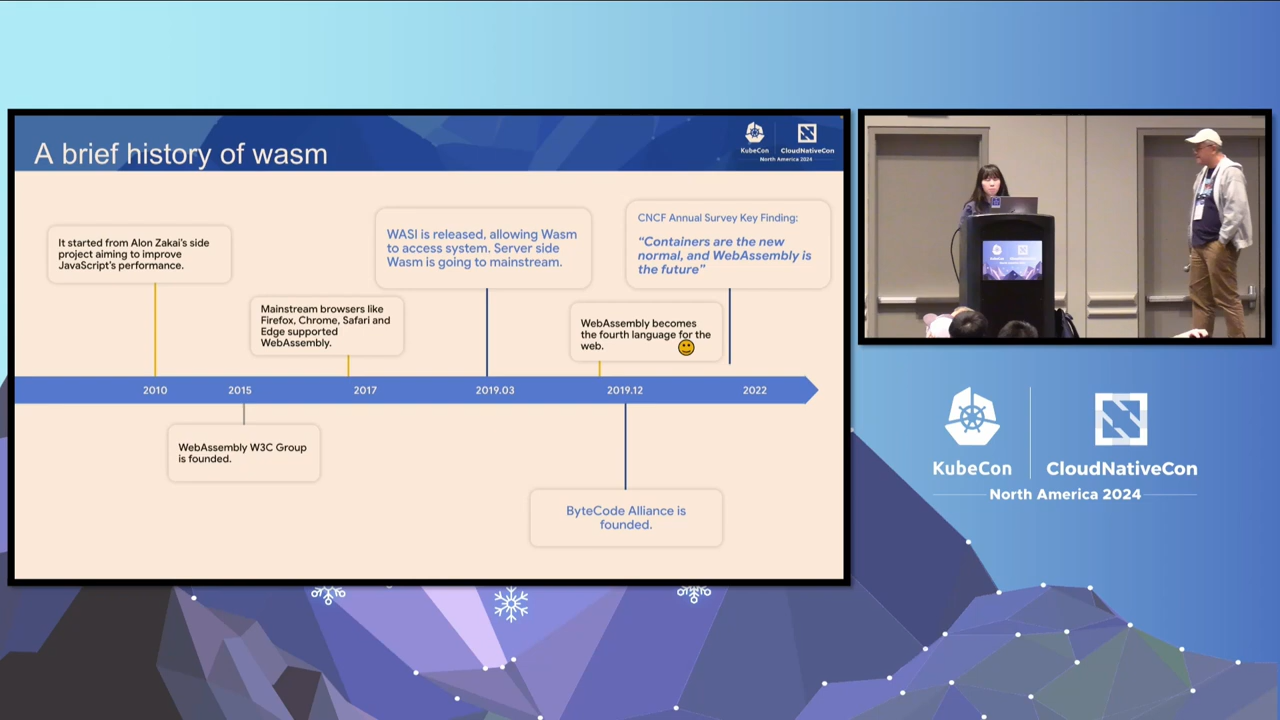 A brief history of wasm
KubeCon
CloudNativeCon
North America 2024
It started from Alon Zakai's side
project aiming to improve
JavaScript's performance.
WASI is released, allowing Wasm
to access system. Server side
Wasm is going to mainstream.
CNCF Annual Survey Key Finding:
“Containers are the new
normal, and WebAssembly is
the future”
Mainstream browsers like
Firefox, Chrome, Safari and
Edge supported
WebAssembly.
WebAssembly becomes
the fourth language for the
web.
2010
2015
2017
2019.03
2019.12
2022
WebAssembly W3C Group
is founded.
ByteCode Alliance is
founded.
KubeCon
CloudNativeCon
North America 2024